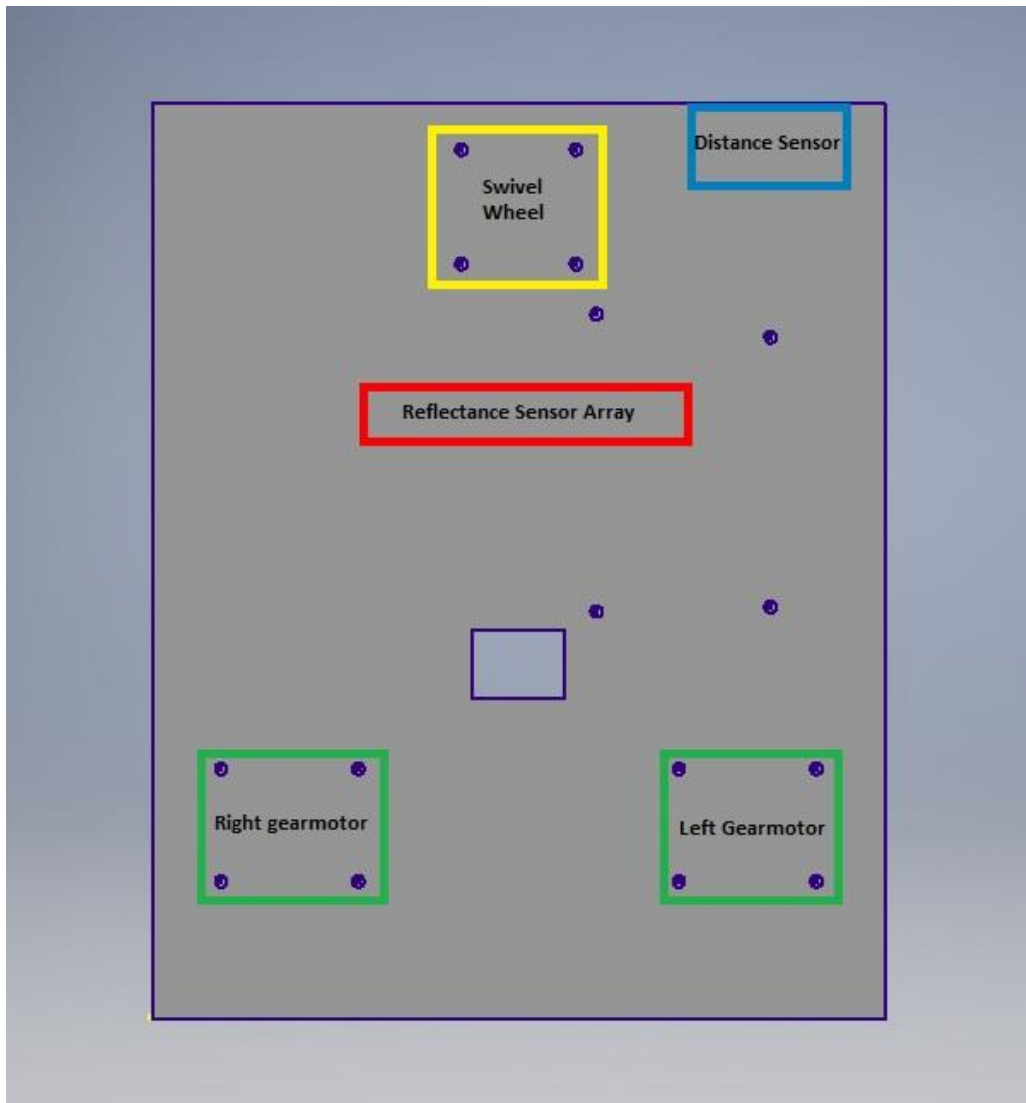 Distance Sensor
Swivel
Wheel
Reflectance Sensor Array
Right gearmotor
Left Gearmotor